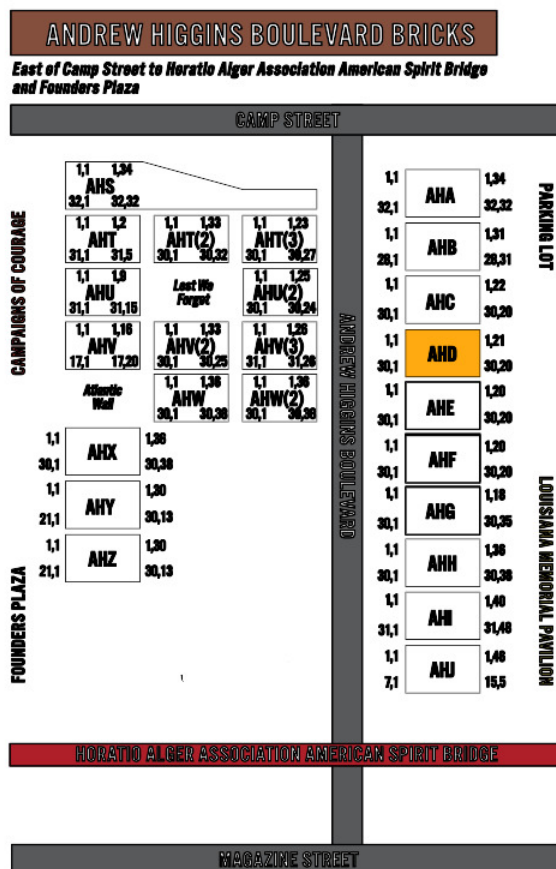 ANDREW HIGGINS BOULEVARD BRICKS
East of Camp Street to Horatio Alger Association American Spirit Bridge
and Founders Plaza
CAMP STREET
CAMPAIGNS OF COURAGE
FOUNDERS PLAZA
1,1 1,34
AHS
32,1 32,32
1,1 1,2
AHT
31,1 31,5
1,1 1,33
AHT(2)
30,1 30,32
1,1 1,23
AHT(3)
30,1 30,27
1,1 1,9
AHU
31,1 31,15
Lest We
Forget
1,1 1,25
AHU(2)
30,1 30,24
1,1 1,16
AHV
17,1 17,20
1,1 1,33
AHV(2)
30,1 30,25
1,1 1,26
AHV(3)
31,1 31,26
Atlantic
Wall
1,1 1,36
AHW
30,1 30,38
1,1 1,36
AHW(2)
30,1 30,38
1,1 1,36
AHX
30,1 30,38
1,1 1,30
AHY
21,1 30,13
1,1 1,30
AHZ
21,1 30,13
ANDREW HIGGINS BOULEVARD
1,1 1,34
AHA
32,1 32,32
1,1 1,31
AHB
28,1 28,31
1,1 1,22
AHC
30,1 30,20
1,1 1,21
AHD
30,1 30,20
1,1 1,20
AHE
30,1 30,20
1,1 1,20
AHF
30,1 30,20
1,1 1,18
AHG
30,1 30,35
1,1 1,36
AHH
30,1 30,38
1,1 1,40
AHI
31,1 31,48
1,1 1,48
AHJ
7,1 15,5
PARKING LOT
LOUISIANA MEMORIAL PAVILION
HORATIO ALGER ASSOCIATION AMERICAN SPIRIT BRIDGE
MAGAZINE STREET